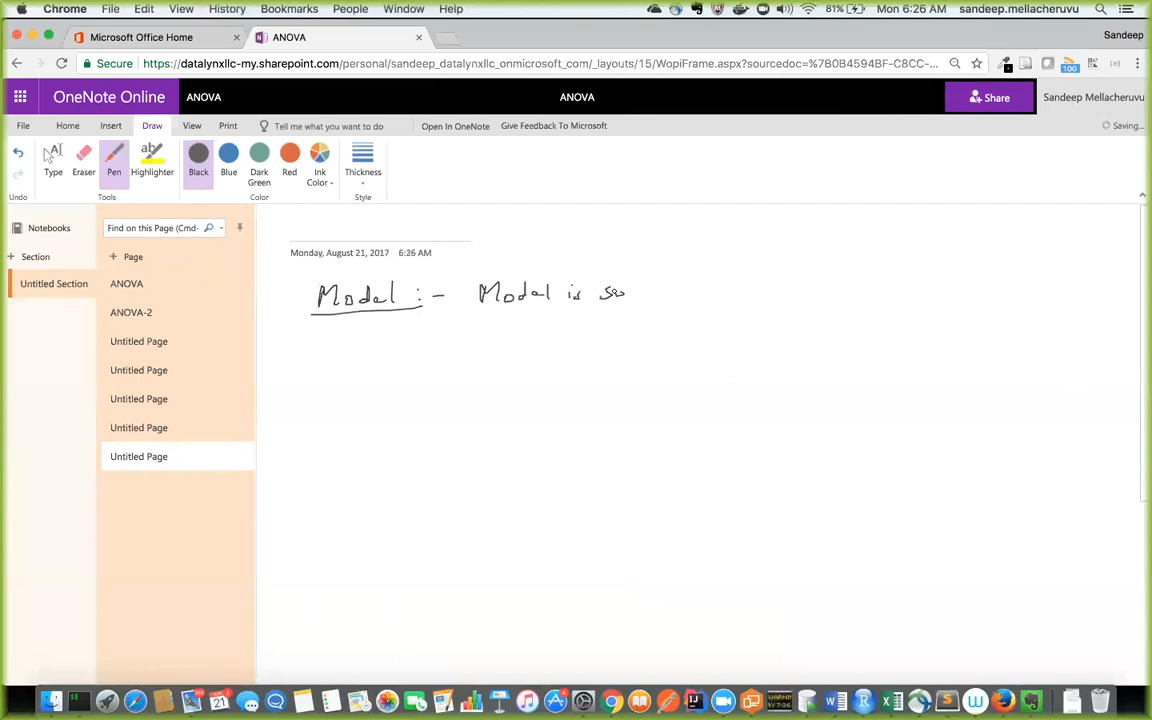 Chrome File Edit View History Bookmarks People Window Help 81% Mon 6:26 AM sandeep.mellacheruvu
Microsoft Office Home × ANOVA × Sandeep
Secure https://datalynxllc-my.sharepoint.com/personal/sandeep_datalynxllc_onmicrosoft_com/_layouts/15/WopiFrame.aspx?sourcedoc=%7B0B4594BF-C8CC-... 100
OneNote Online ANOVA ANOVA Share Sandeep Mellacheruvu
File Home Insert Draw View Print Tell me what you want to do Open In OneNote Give Feedback To Microsoft Saving...
Type Eraser Pen Highlighter Black Blue Dark Green Red Ink Color Thickness
Undo Tools Color Style
Notebooks Find on this Page (Cmd-
+ Section + Page
Monday, August 21, 2017 6:26 AM
Untitled Section ANOVA
Model :- Model is
ANOVA-2
Untitled Page
Untitled Page
Untitled Page
Untitled Page
Untitled Page